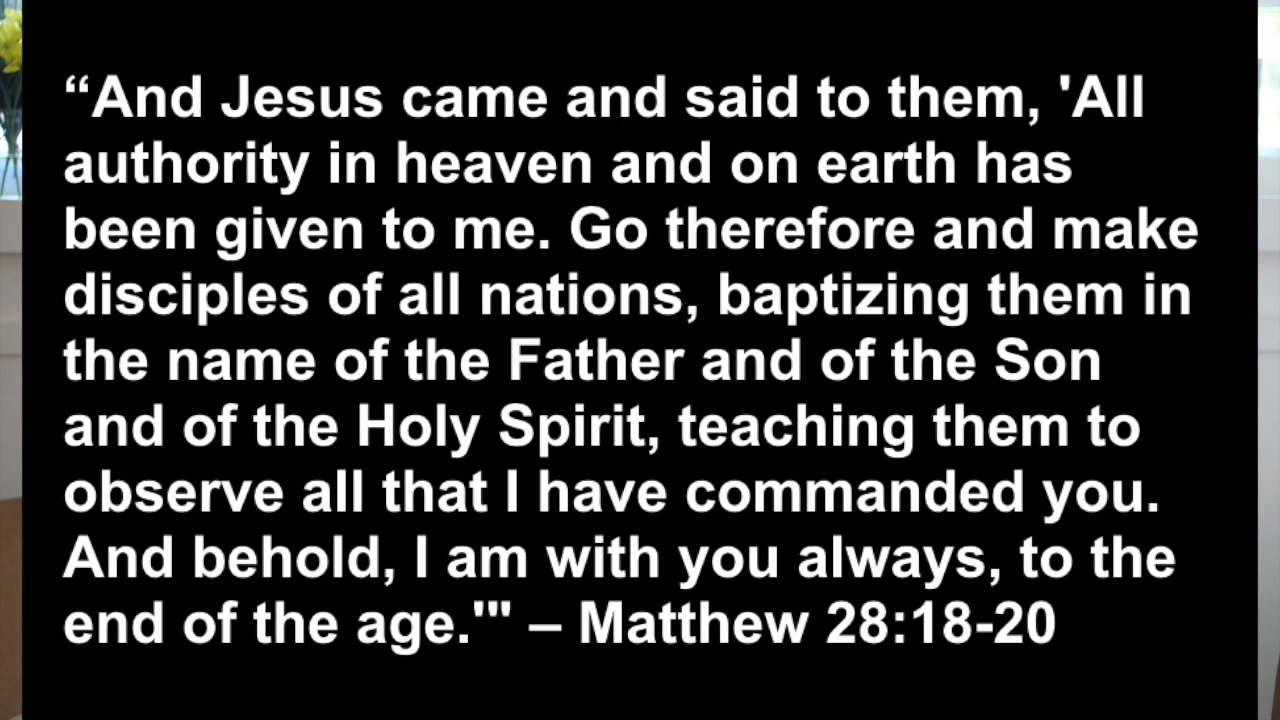 “And Jesus came and said to them, 'All
authority in heaven and on earth has
been given to me. Go therefore and make
disciples of all nations, baptizing them in
the name of the Father and of the Son
and of the Holy Spirit, teaching them to
observe all that I have commanded you.
And behold, I am with you always, to the
end of the age.'" – Matthew 28:18-20